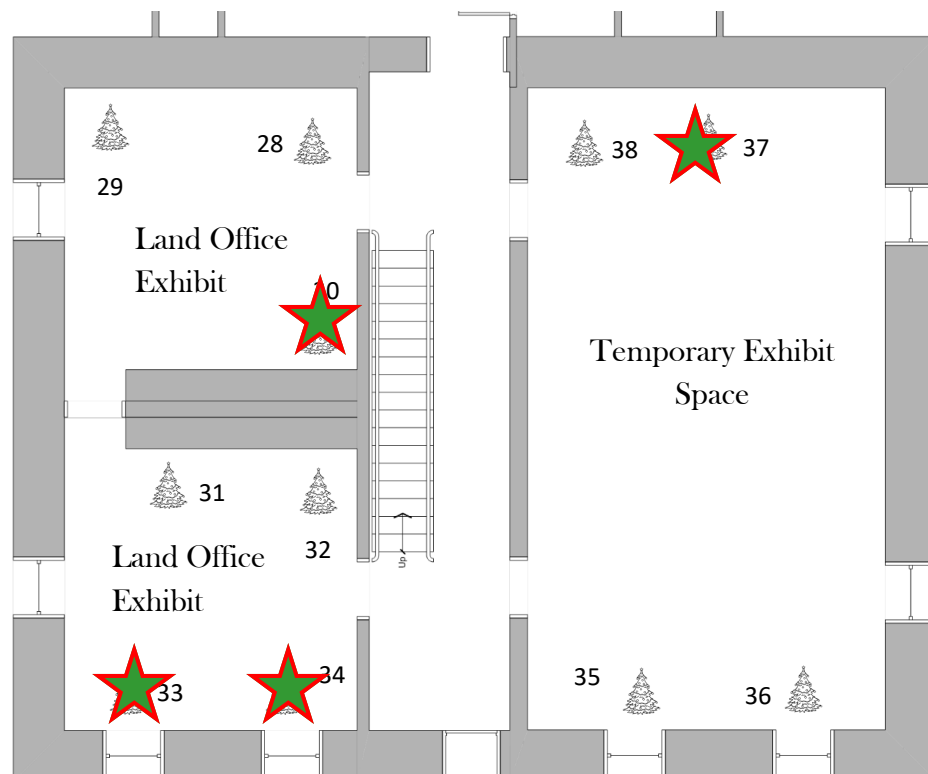 28
38
37
29
Land Office
Exhibit
Temporary Exhibit
Space
31
32
Up
Land Office
Exhibit
33
34
35
36